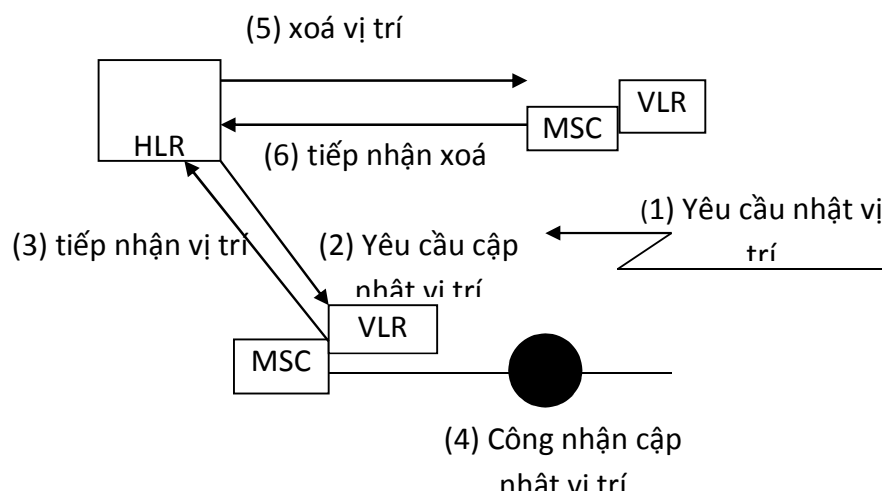 (5) xoá vị trí
VLR
MSC
HLR
(6) tiếp nhận xoá
(1) Yêu cầu nhật vị
trí
(3) tiếp nhận vị trí
(2) Yêu cầu cập
nhật vị trí
VLR
MSC
(4) Công nhận cập
nhật vị trí